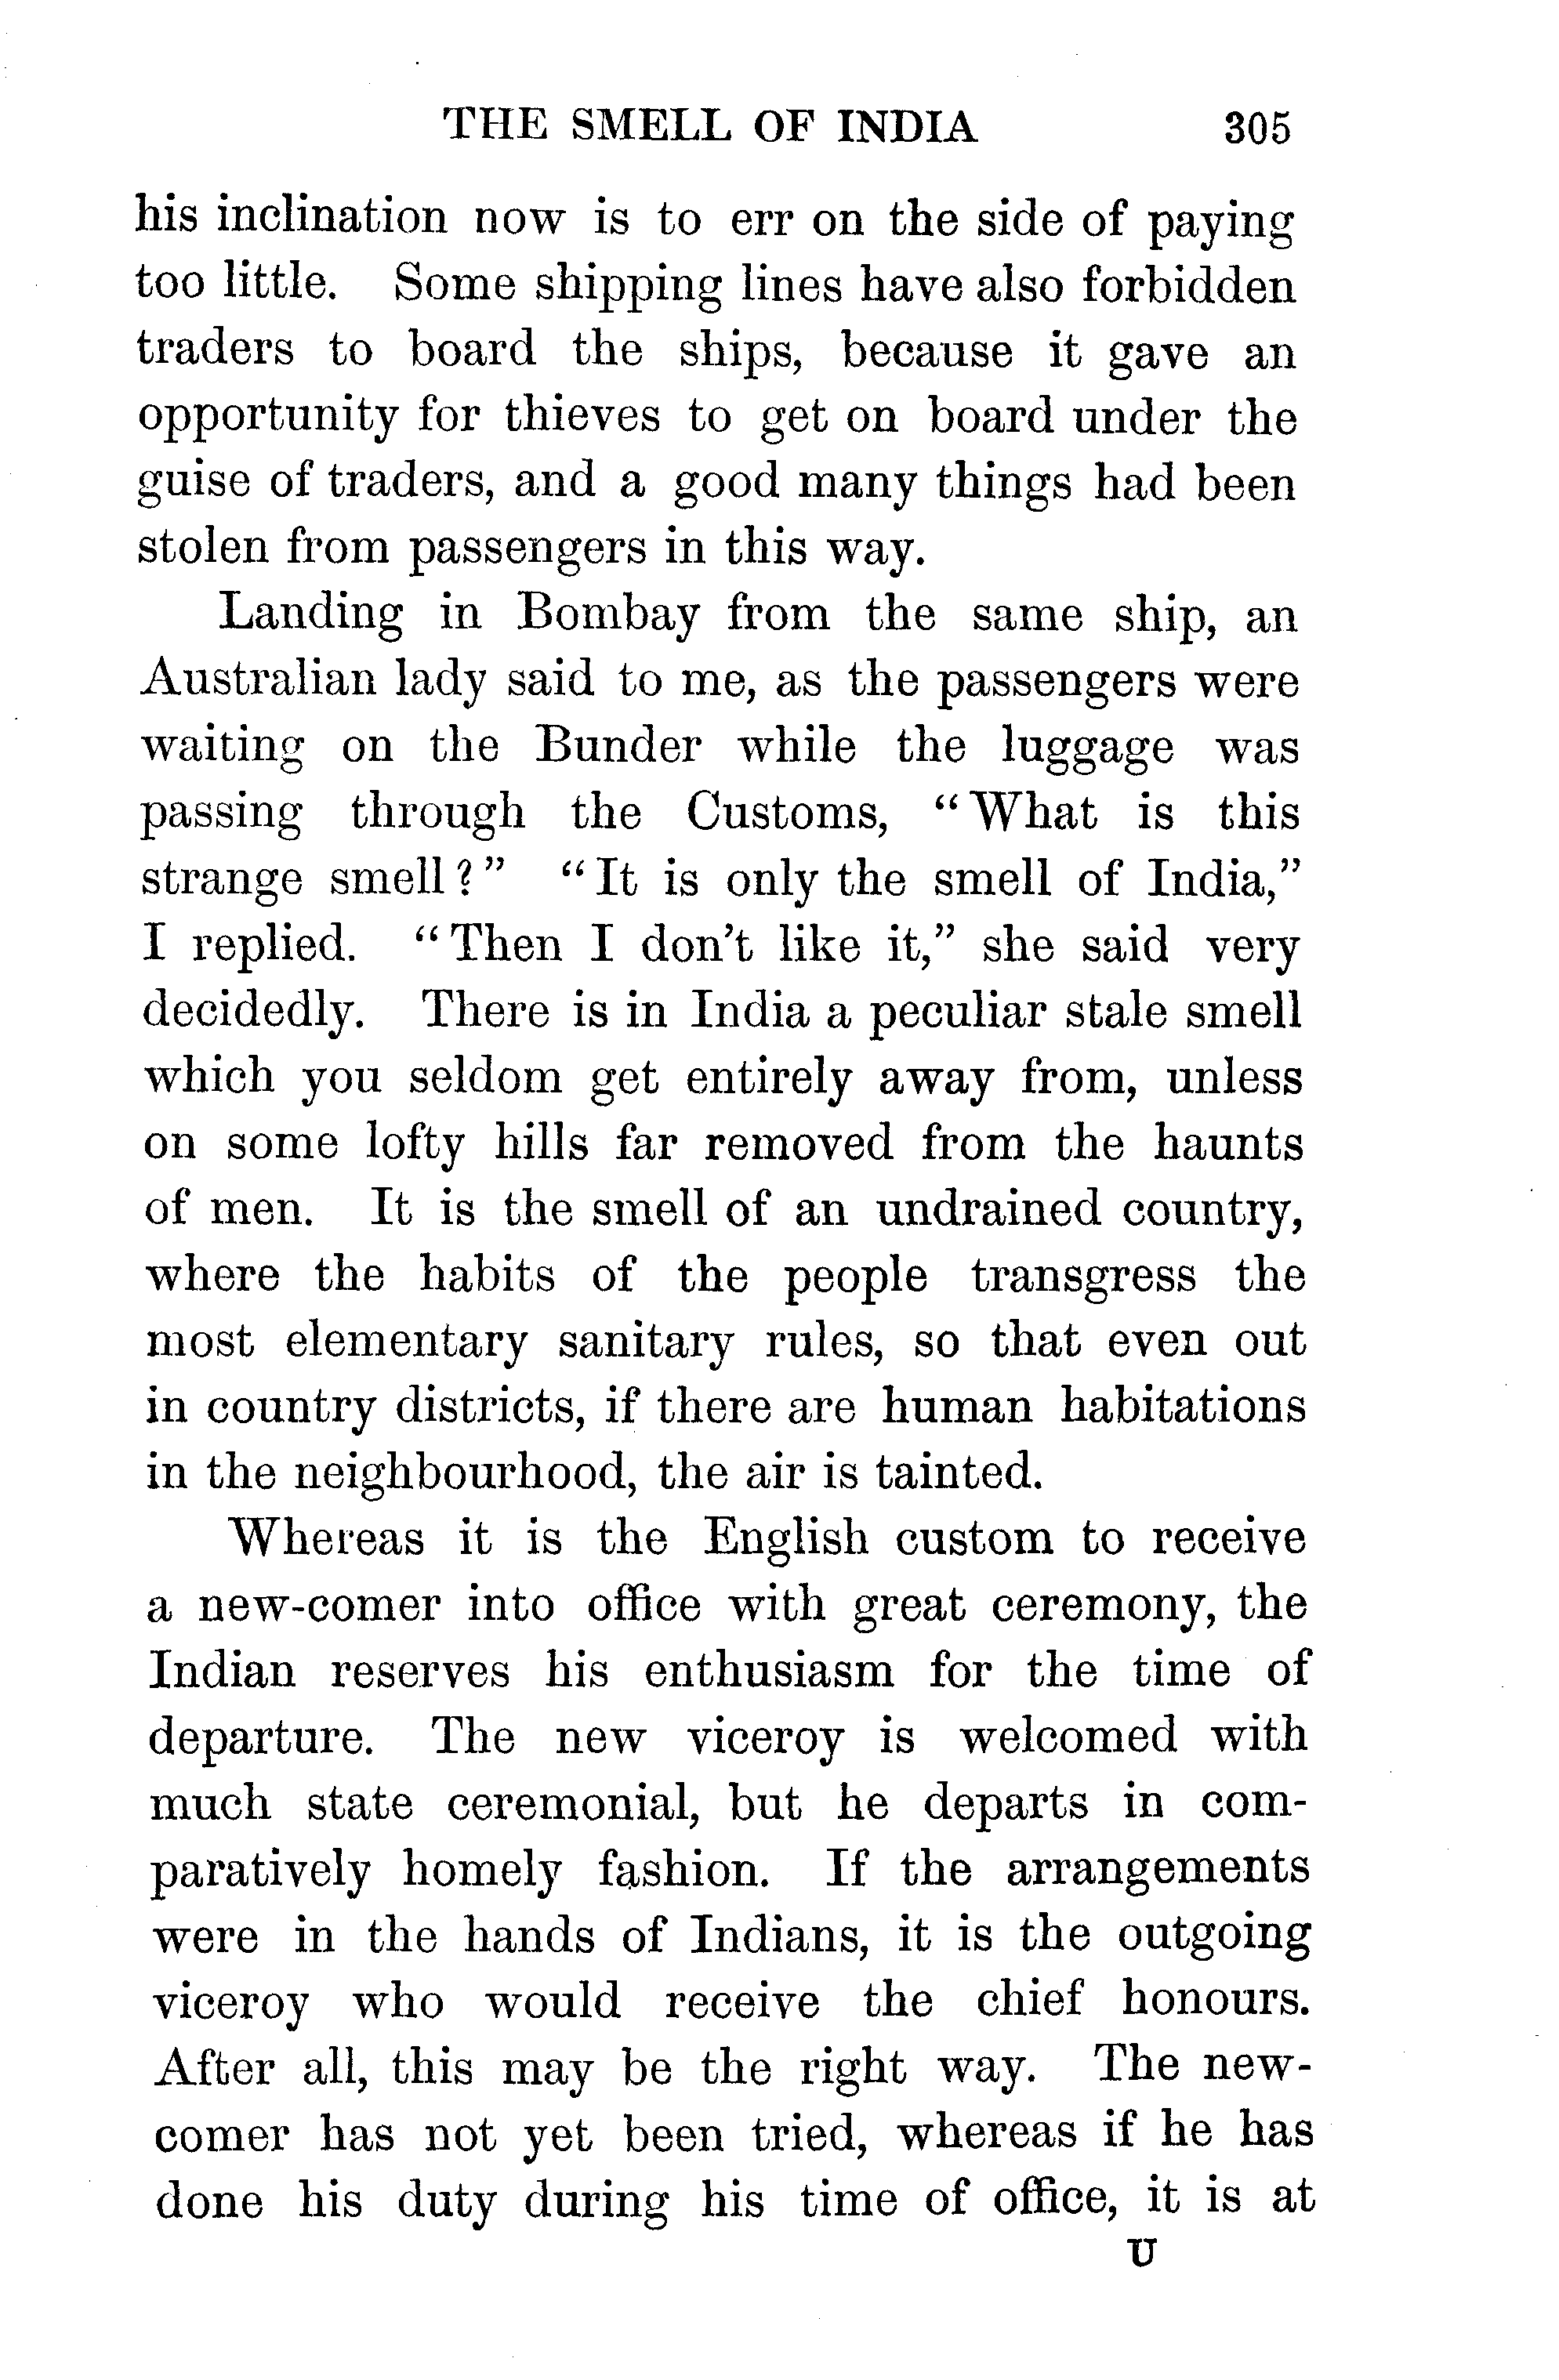 THE SMELL OF INDIA 305
his inclination now is to err on the side of paying
too little. Some shipping lines have also forbidden
traders to board the ships, because it gave an
opportunity for thieves to get on board under the
guise of traders, and a good many things had been
stolen from passengers in this way.
Landing in Bombay from the same ship, an
Australian lady said to me, as the passengers were
waiting on the Bunder while the luggage was
passing through the Customs, “What is this
strange smell?” “It is only the smell of India,”
I replied. “Then I don’t like it,” she said very
decidedly. There is in India a peculiar stale smell
which you seldom get entirely away from, unless
on some lofty hills far removed from the haunts
of men. It is the smell of an undrained country,
where the habits of the people transgress the
most elementary sanitary rules, so that even out
in country districts, if there are human habitations
in the neighbourhood, the air is tainted.
Whereas it is the English custom to receive
a new-comer into office with great ceremony, the
Indian reserves his enthusiasm for the time of
departure. The new viceroy is welcomed with
much state ceremonial, but he departs in com-
paratively homely fashion. If the arrangements
were in the hands of Indians, it is the outgoing
viceroy who would receive the chief honours.
After all, this may be the right way. The new-
comer has not yet been tried, whereas if he has
done his duty during his time of office, it is at
U